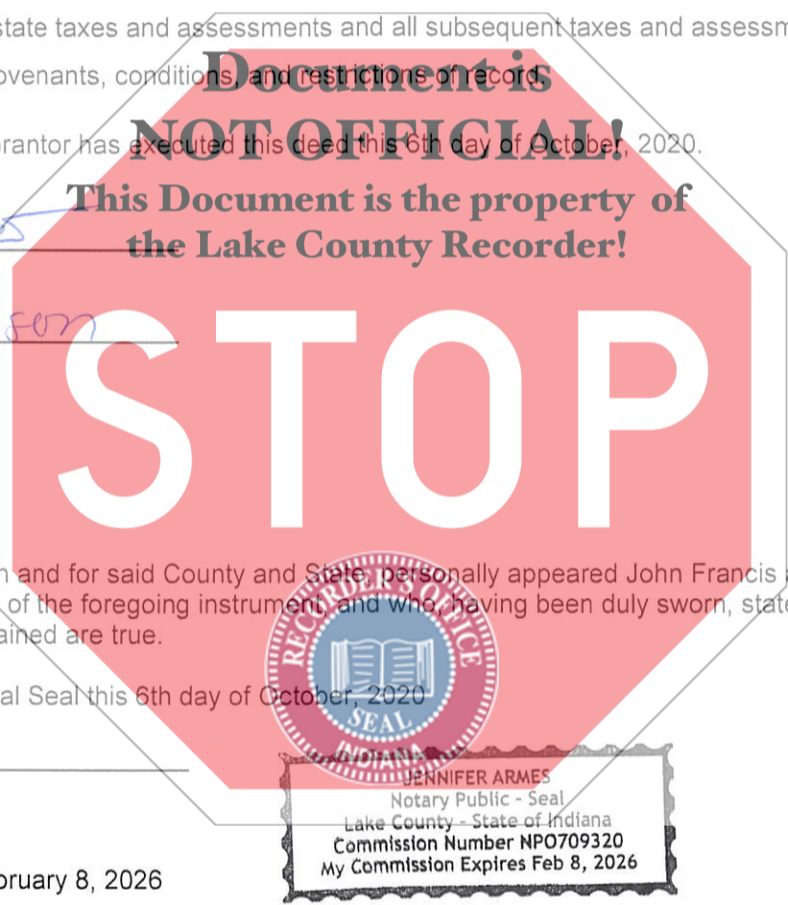 state taxes and assessments and all subsequent taxes and assessm
ovenants, conditions, and restrictions of record.
Document is
NOT OFFICIAL!
rantor has executed this deed this 6th day of October, 2020.
This Document is the property of
the Lake County Recorder!
son
STOP
n and for said County and State, personally appeared John Francis
of the foregoing instrument, and who, having been duly sworn, state
ained are true.
RECORDER'S OFFICE
SEAL
INDIANA
al Seal this 6th day of October, 2020
JENNIFER ARMES
Notary Public - Seal
Lake County - State of Indiana
Commission Number NP0709320
My Commission Expires Feb 8, 2026
bruary 8, 2026